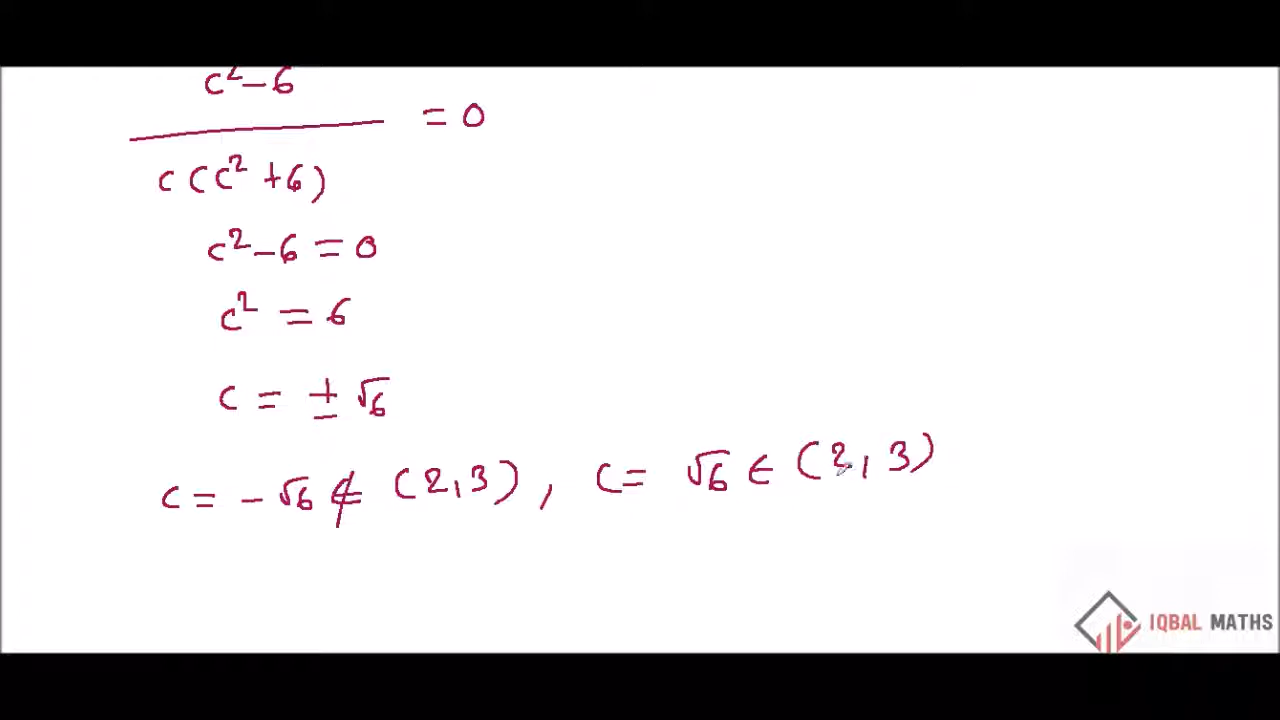 c²-6
= 0
c(c²+6)
c²-6=0
c² = 6
c = ± √6
c = -√6 ∉ (2,3), c = √6 ∈ (2,3)
IQBAL MATHS